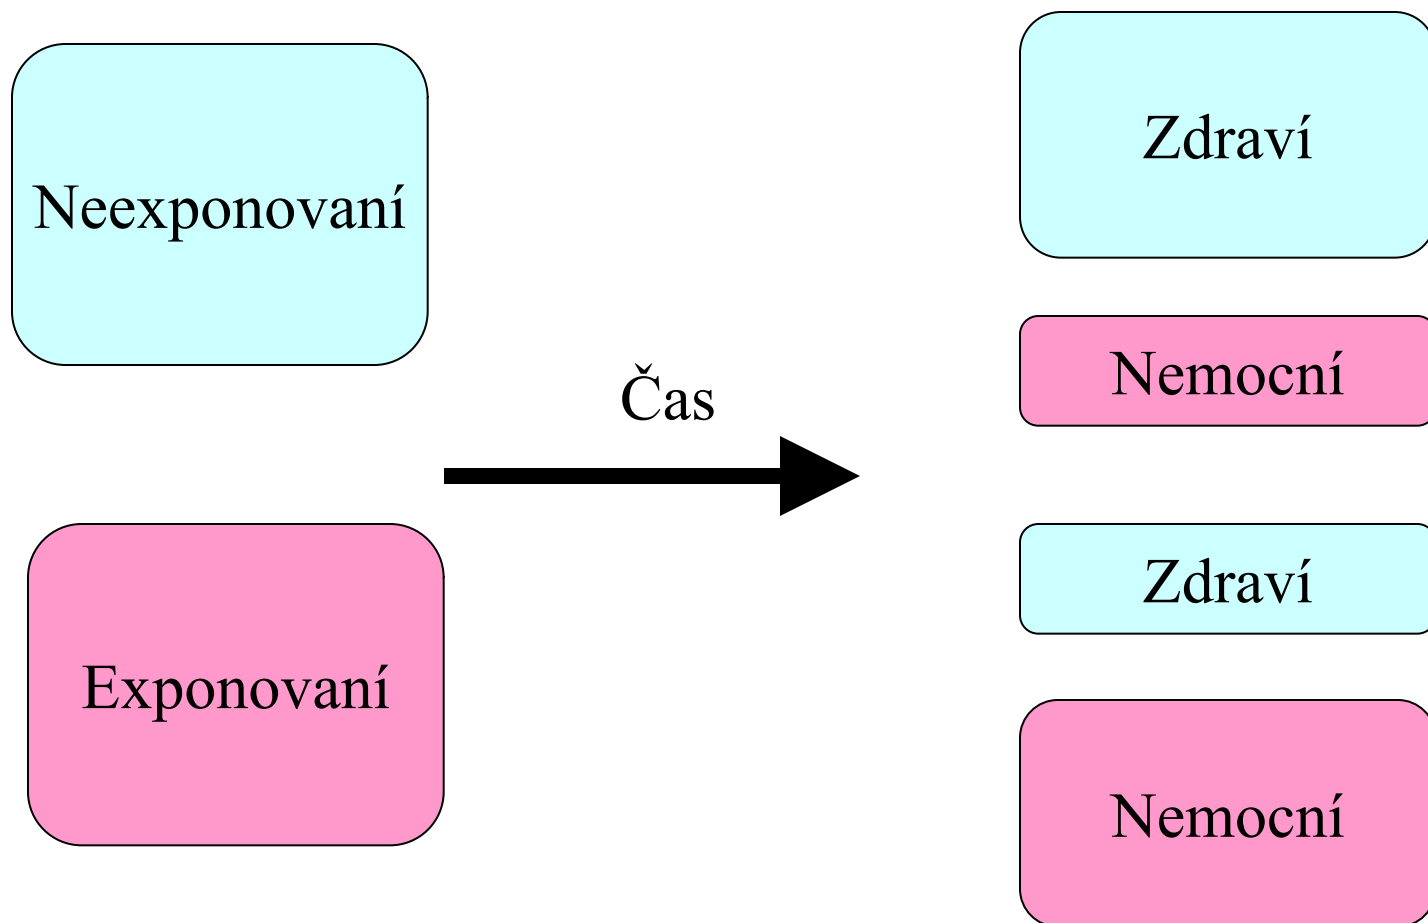 Neexponovaní
Exponovaní
Čas
Zdraví
Nemocní
Zdraví
Nemocní